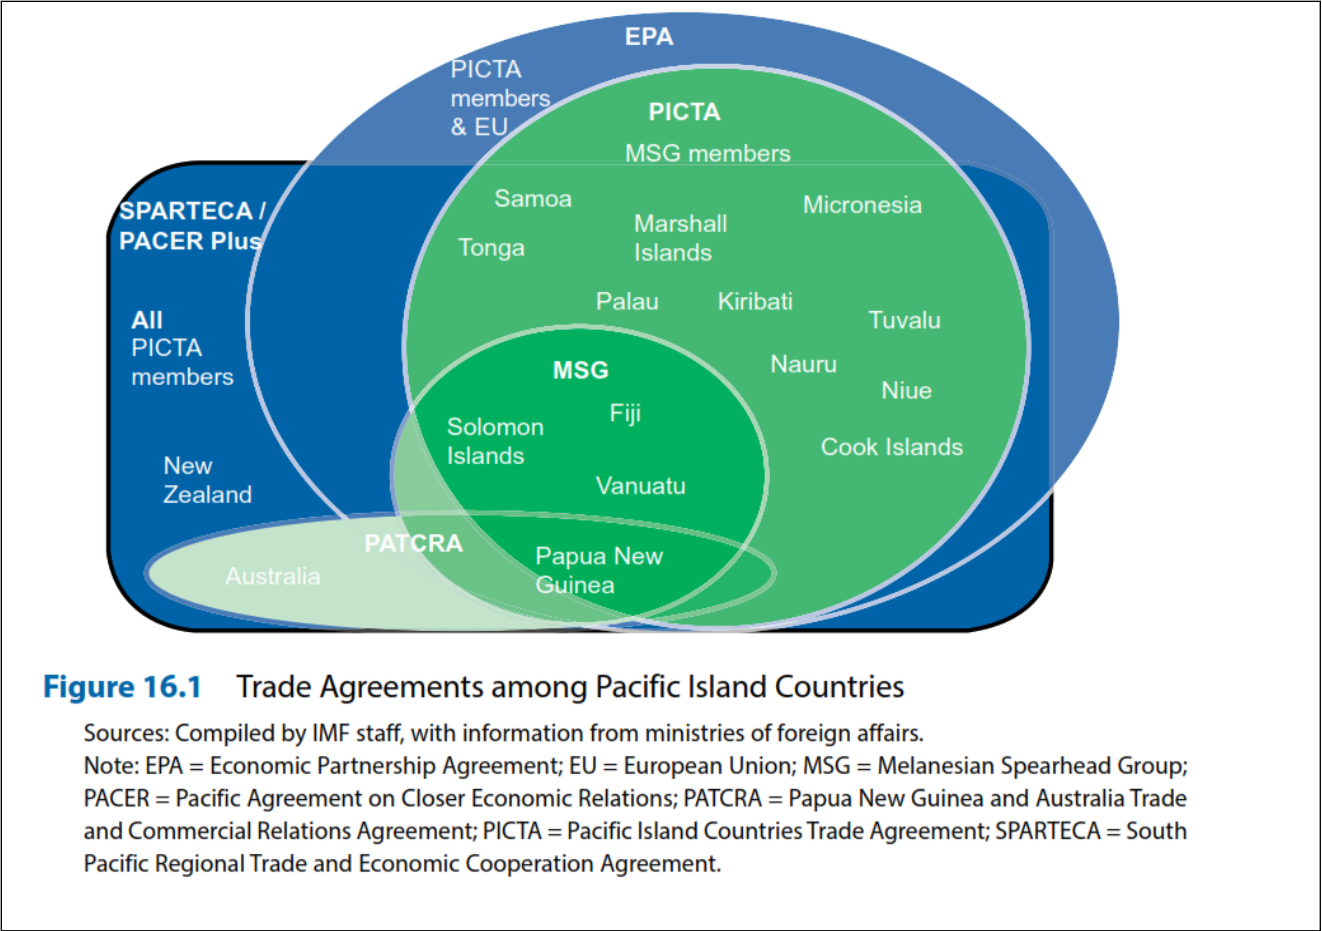 EPA
PICTA
members
& EU
PICTA
MSG members
SPARTECA /
PACER Plus
All
PICTA
members
New
Zealand
Samoa
Tonga
Marshall
Islands
Micronesia
Palau
Kiribati
Tuvalu
Nauru
Niue
Cook Islands
MSG
Fiji
Solomon
Islands
Vanuatu
PATCRA
Australia
Papua New
Guinea
Figure 16.1 Trade Agreements among Pacific Island Countries
Sources: Compiled by IMF staff, with information from ministries of foreign affairs.
Note: EPA = Economic Partnership Agreement; EU = European Union; MSG = Melanesian Spearhead Group;
PACER = Pacific Agreement on Closer Economic Relations; PATCRA = Papua New Guinea and Australia Trade
and Commercial Relations Agreement; PICTA = Pacific Island Countries Trade Agreement; SPARTECA = South
Pacific Regional Trade and Economic Cooperation Agreement.